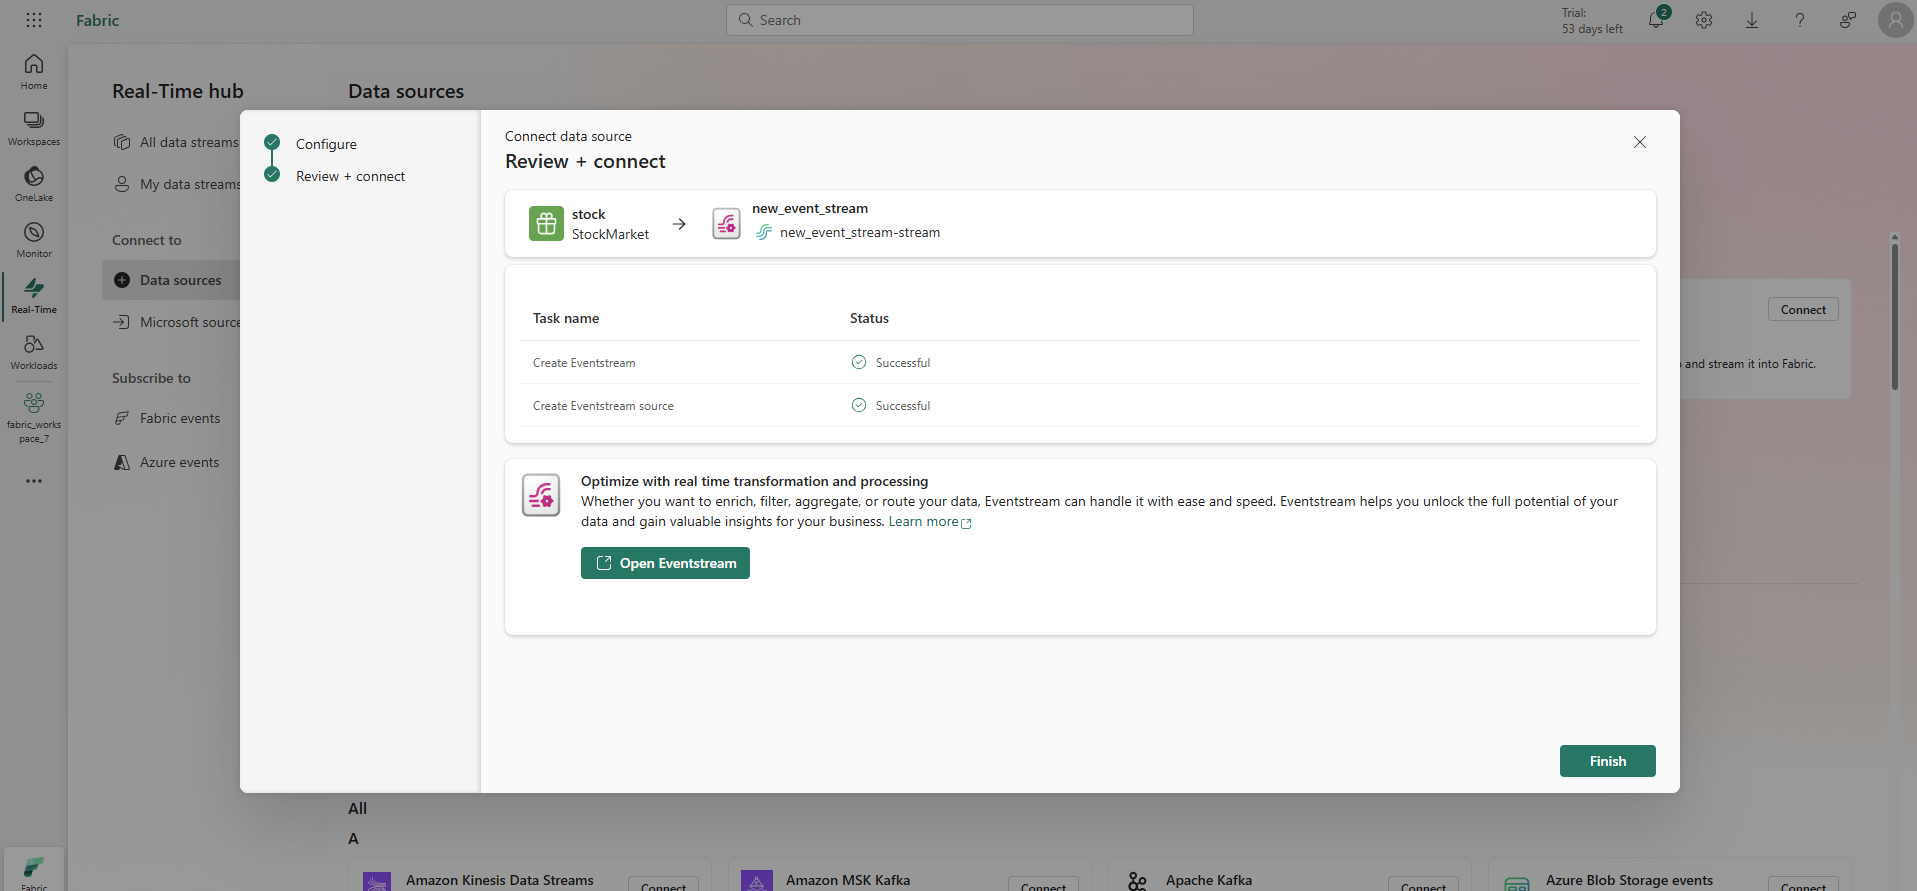 Fabric
Search
Trial:
53 days left
2
Home
Workspaces
OneLake
Monitor
Real-Time
Workloads
fabric_works
pace_7
Fabric
Real-Time hub
All data streams
My data streams
Connect to
Data sources
Microsoft source
Subscribe to
Fabric events
Azure events
Data sources
Configure
Review + connect
Connect data source
Review + connect
stock
StockMarket
new_event_stream
new_event_stream-stream
Task name Status
Create Eventstream Successful
Create Eventstream source Successful
Optimize with real time transformation and processing
Whether you want to enrich, filter, aggregate, or route your data, Eventstream can handle it with ease and speed. Eventstream helps you unlock the full potential of your
data and gain valuable insights for your business. Learn more
Open Eventstream
Finish
Connect
and stream it into Fabric.
All
A
Amazon Kinesis Data Streams Connect
Amazon MSK Kafka Connect
Apache Kafka Connect
Azure Blob Storage events Connect